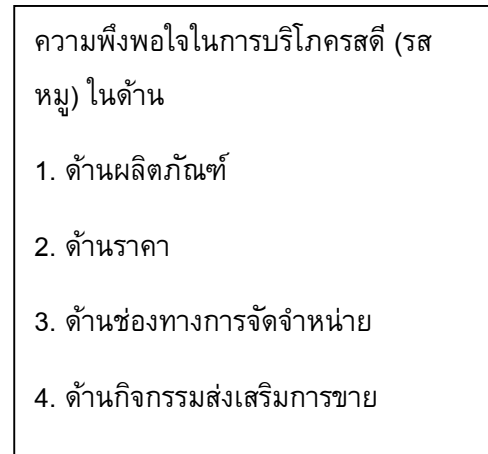 ความพึงพอใจในการบริโภครสดี (รส
หมู) ในด้าน
1. ด้านผลิตภัณฑ์
2. ด้านราคา
3. ด้านช่องทางการจัดจำหน่าย
4. ด้านกิจกรรมส่งเสริมการขาย